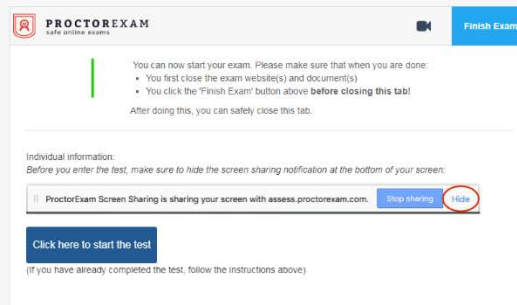 PROCTOREXAM
safe online exams
Finish Exam
You can now start your exam. Please make sure that when you are done:
• You first close the exam website(s) and document(s)
• You click the 'Finish Exam' button above before closing this tab!
After doing this, you can safely close this tab.
Individual information:
Before you enter the test, make sure to hide the screen sharing notification at the bottom of your screen:
ProctorExam Screen Sharing is sharing your screen with assess.proctorexam.com. Stop sharing Hide
Click here to start the test
(If you have already completed the test, follow the instructions above)